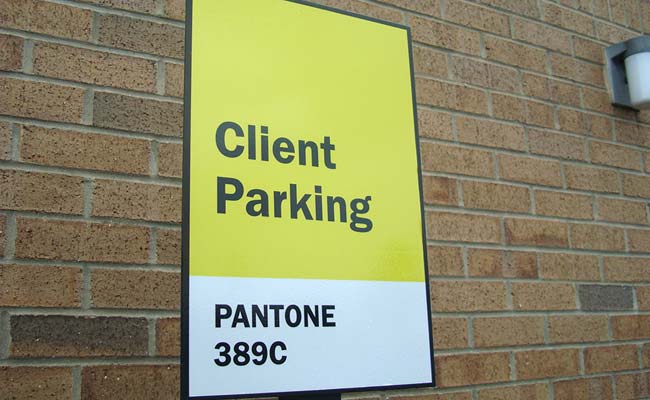 Client
Parking
PANTONE
389C